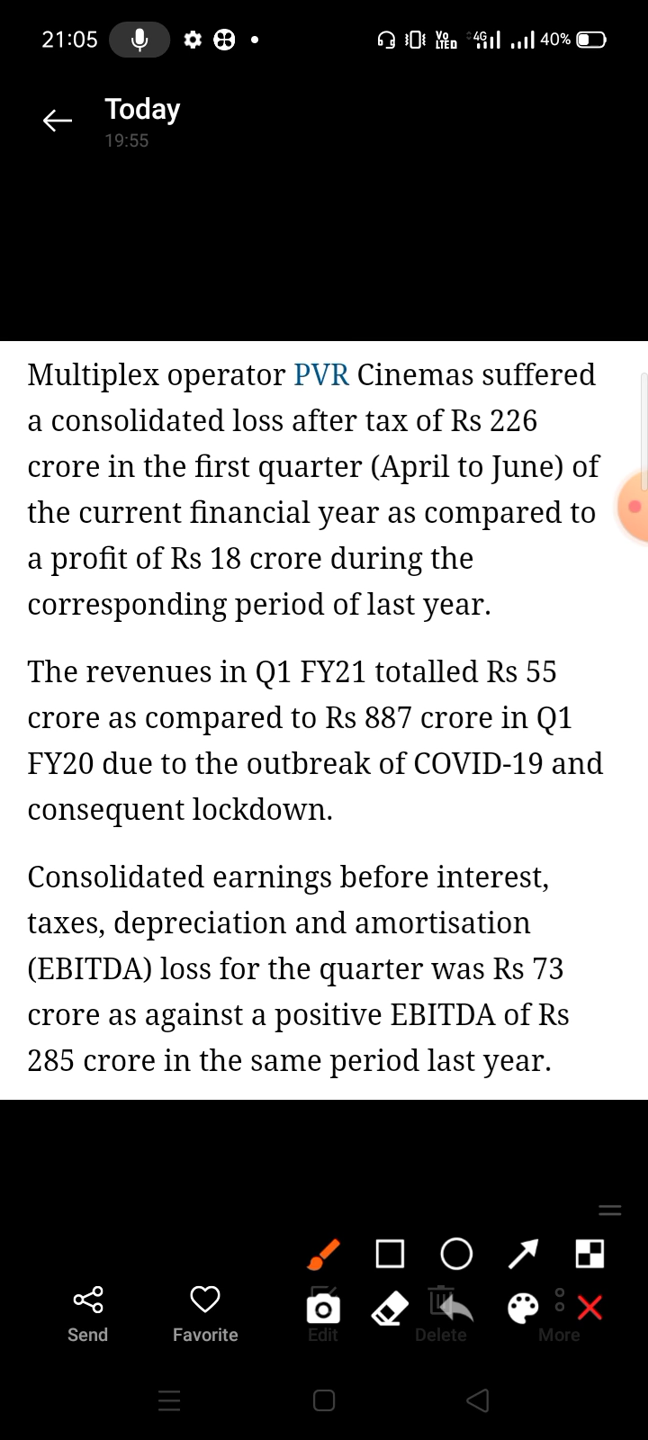 21:05
Vo
LTED
4G
40%
Today
19:55
Multiplex operator PVR Cinemas suffered
a consolidated loss after tax of Rs 226
crore in the first quarter (April to June) of
the current financial year as compared to
a profit of Rs 18 crore during the
corresponding period of last year.
The revenues in Q1 FY21 totalled Rs 55
crore as compared to Rs 887 crore in Q1
FY20 due to the outbreak of COVID-19 and
consequent lockdown.
Consolidated earnings before interest,
taxes, depreciation and amortisation
(EBITDA) loss for the quarter was Rs 73
crore as against a positive EBITDA of Rs
285 crore in the same period last year.
Send
Favorite
Edit
Delete
More